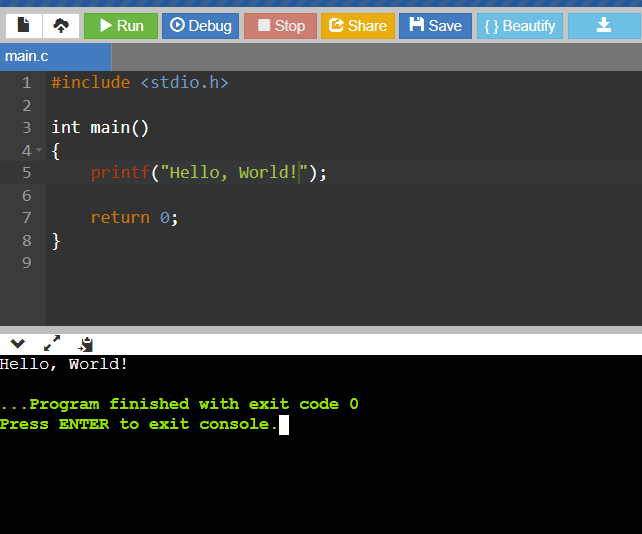 Run Debug Stop Share Save { } Beautify
main.c
1 #include <stdio.h>
2
3 int main()
4 {
5     printf("Hello, World!");
6
7     return 0;
8 }
9
Hello, World!
...Program finished with exit code 0
Press ENTER to exit console.